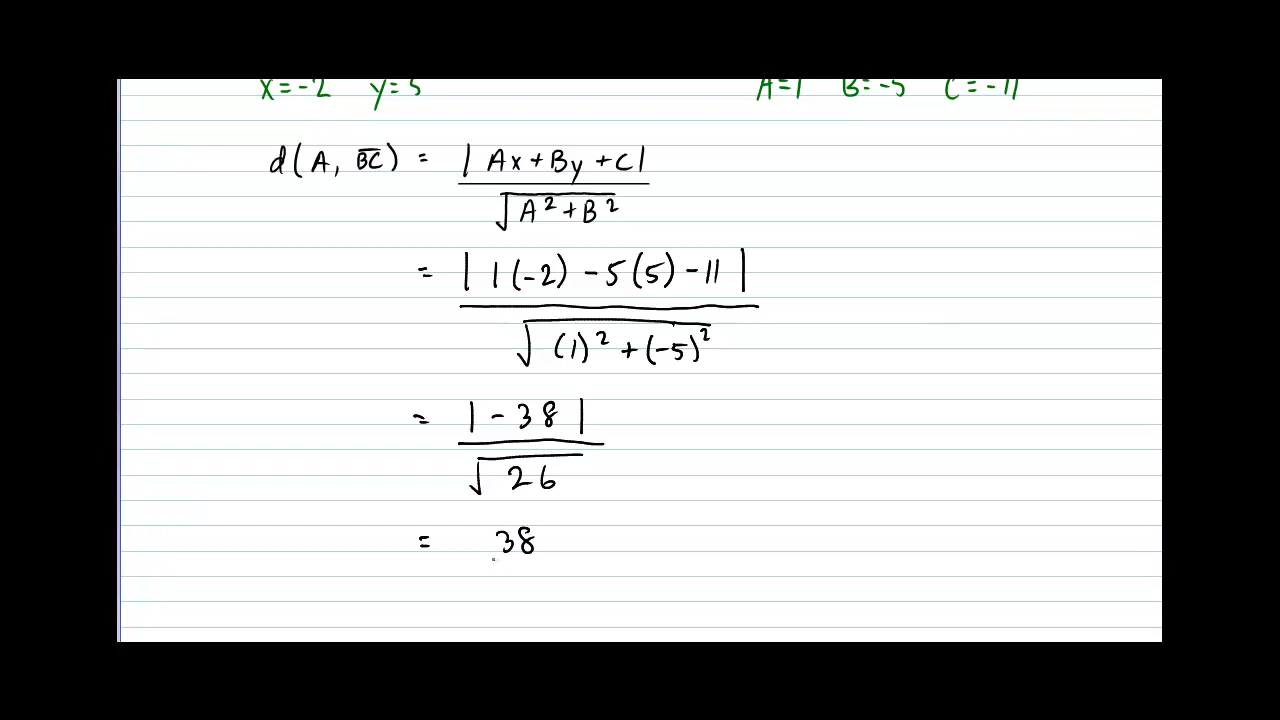 x = -2 y = 5 A = 1 B = -5 C = -11
d(A, B̅C̅) = | Ax + By + C |
√A² + B²
= | 1(-2) - 5(5) - 11 |
√(1)² + (-5)²
= | - 38 |
√26
= 38